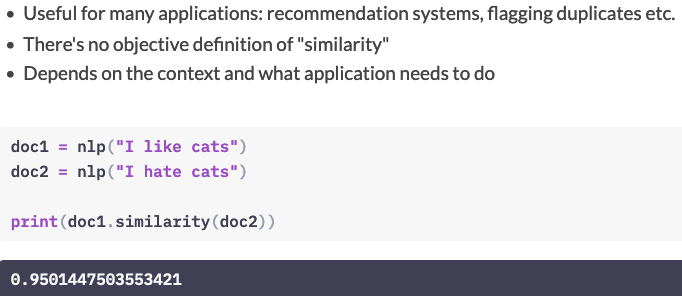 • Useful for many applications: recommendation systems, flagging duplicates etc.
• There's no objective definition of "similarity"
• Depends on the context and what application needs to do
doc1 = nlp("I like cats")
doc2 = nlp("I hate cats")
print(doc1.similarity(doc2))
0.9501447503553421